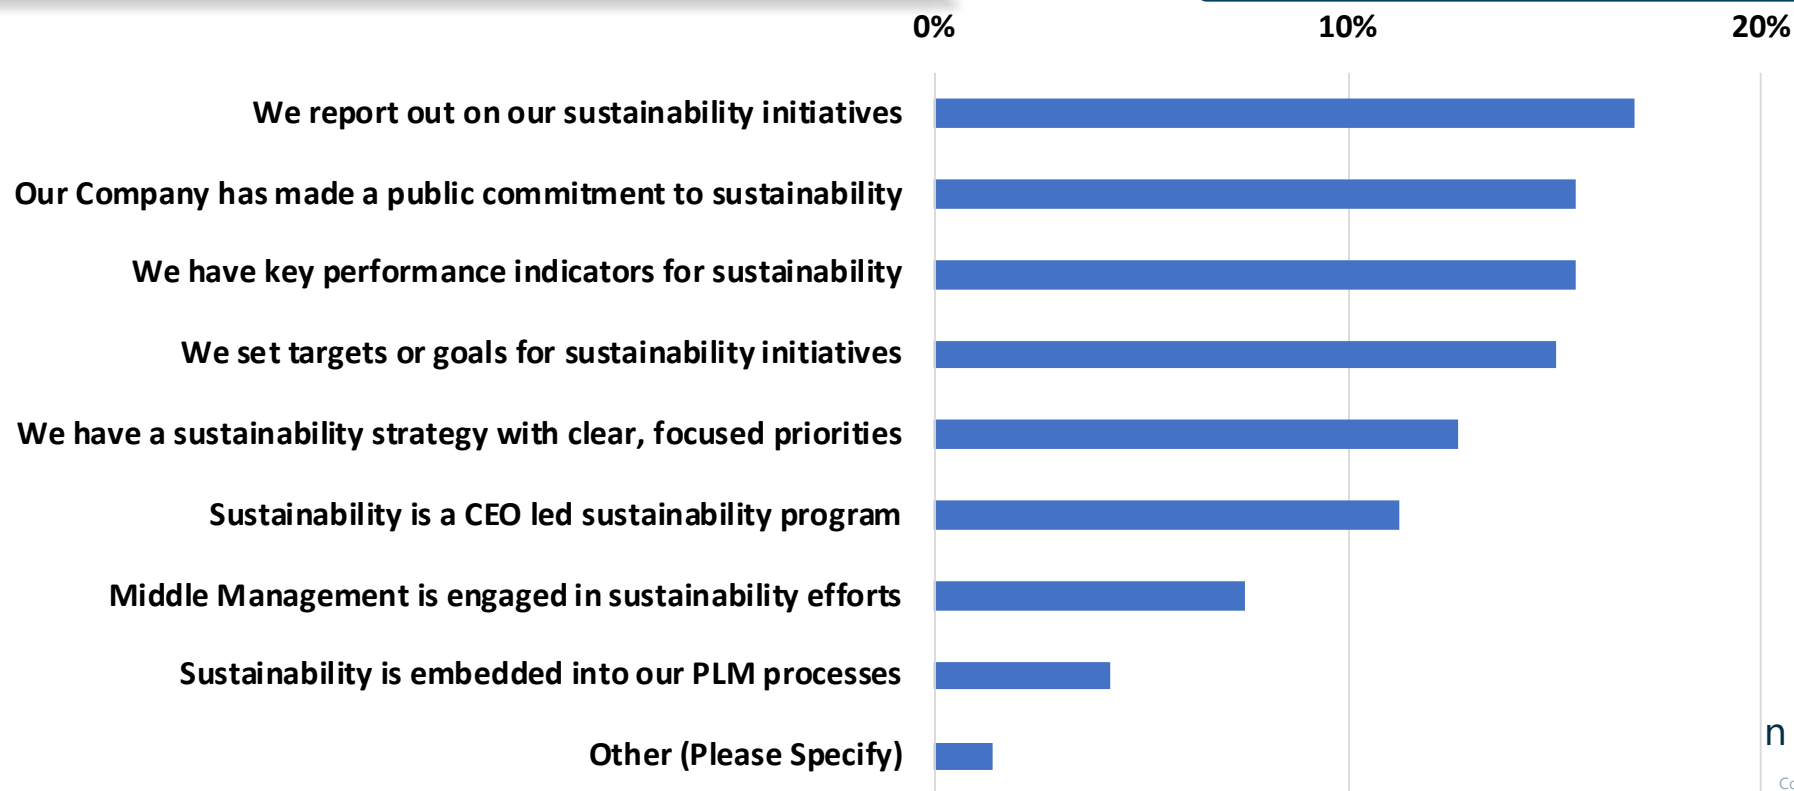 0% 10% 20%
We report out on our sustainability initiatives
Our Company has made a public commitment to sustainability
We have key performance indicators for sustainability
We set targets or goals for sustainability initiatives
We have a sustainability strategy with clear, focused priorities
Sustainability is a CEO led sustainability program
Middle Management is engaged in sustainability efforts
Sustainability is embedded into our PLM processes
n
Other (Please Specify)
Co